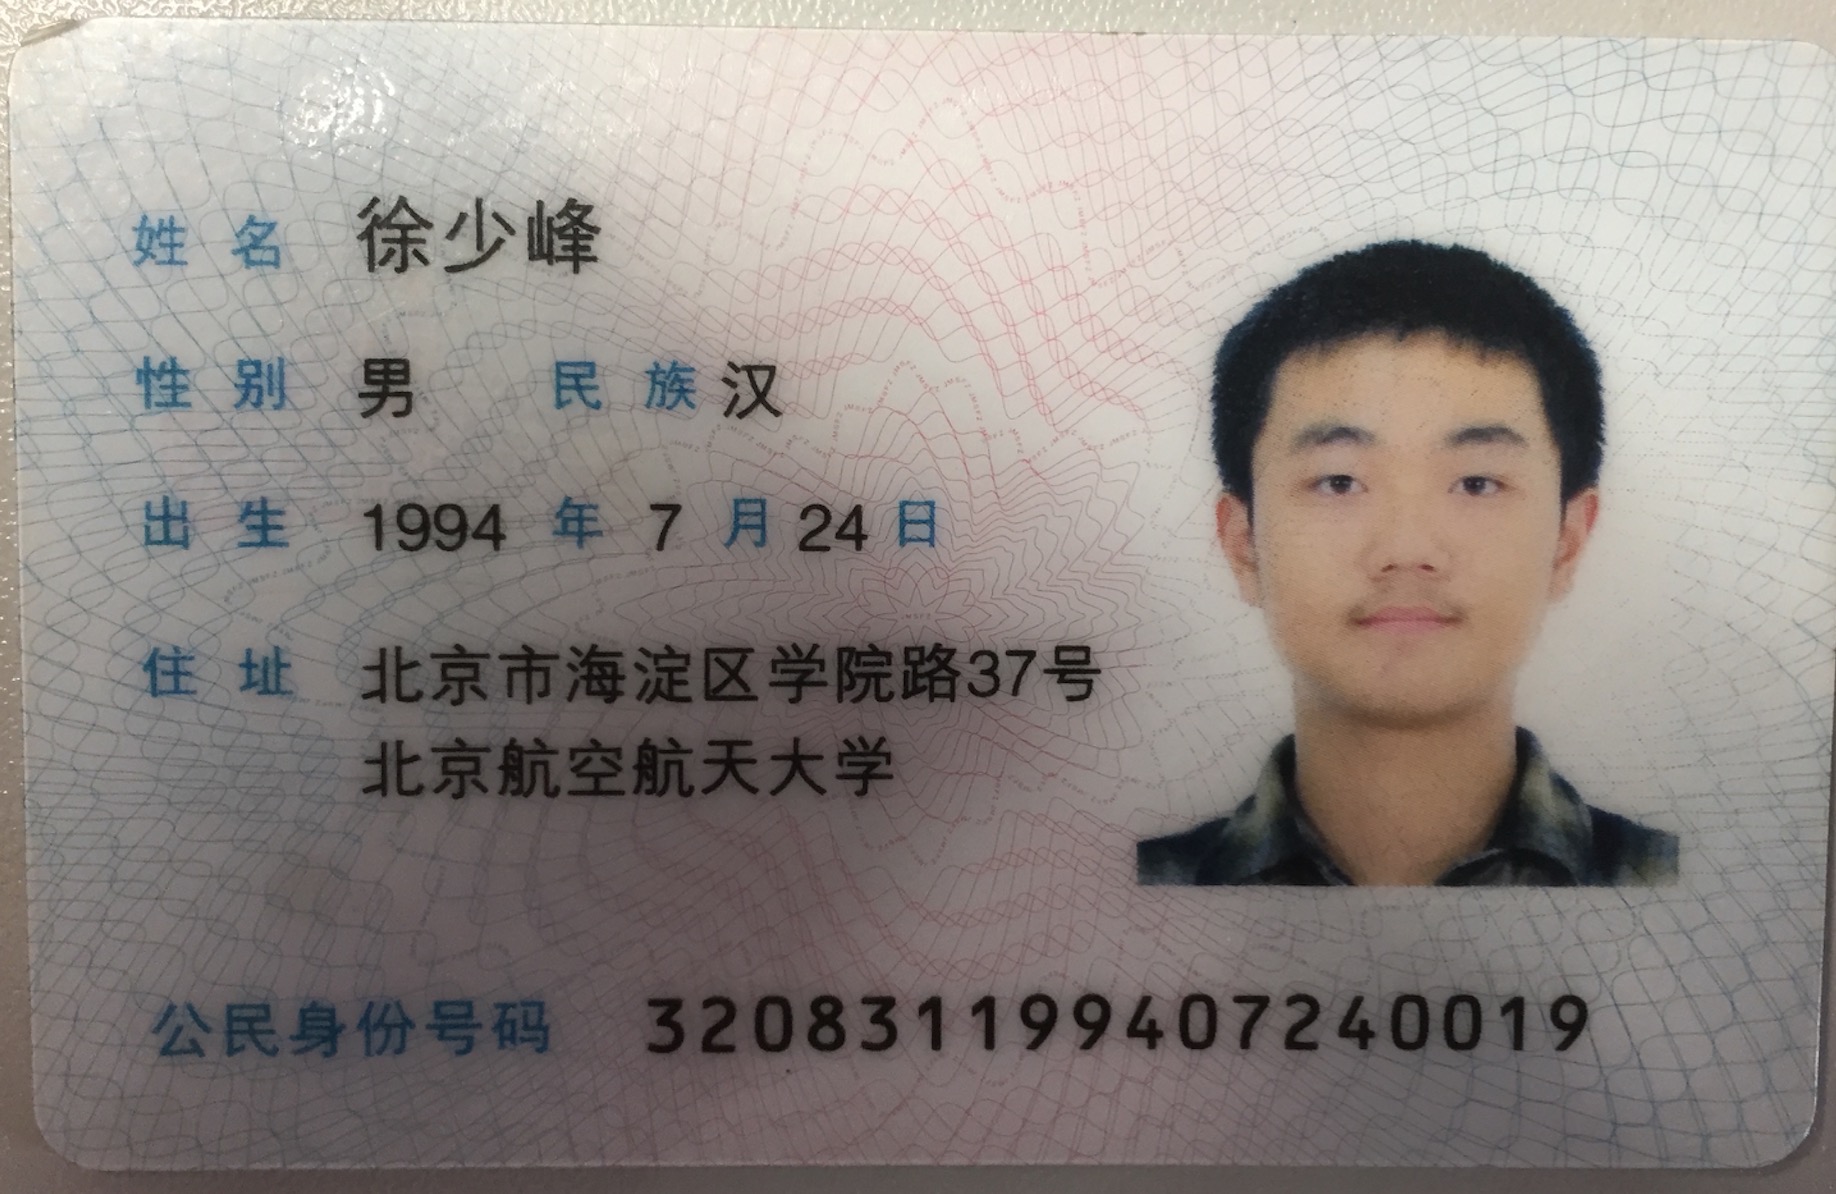 姓名 徐少峰
性别 男 民族 汉
出生 1994 年 7 月 24 日
住址 北京市海淀区学院路37号
北京航空航天大学
公民身份号码 320831199407240019